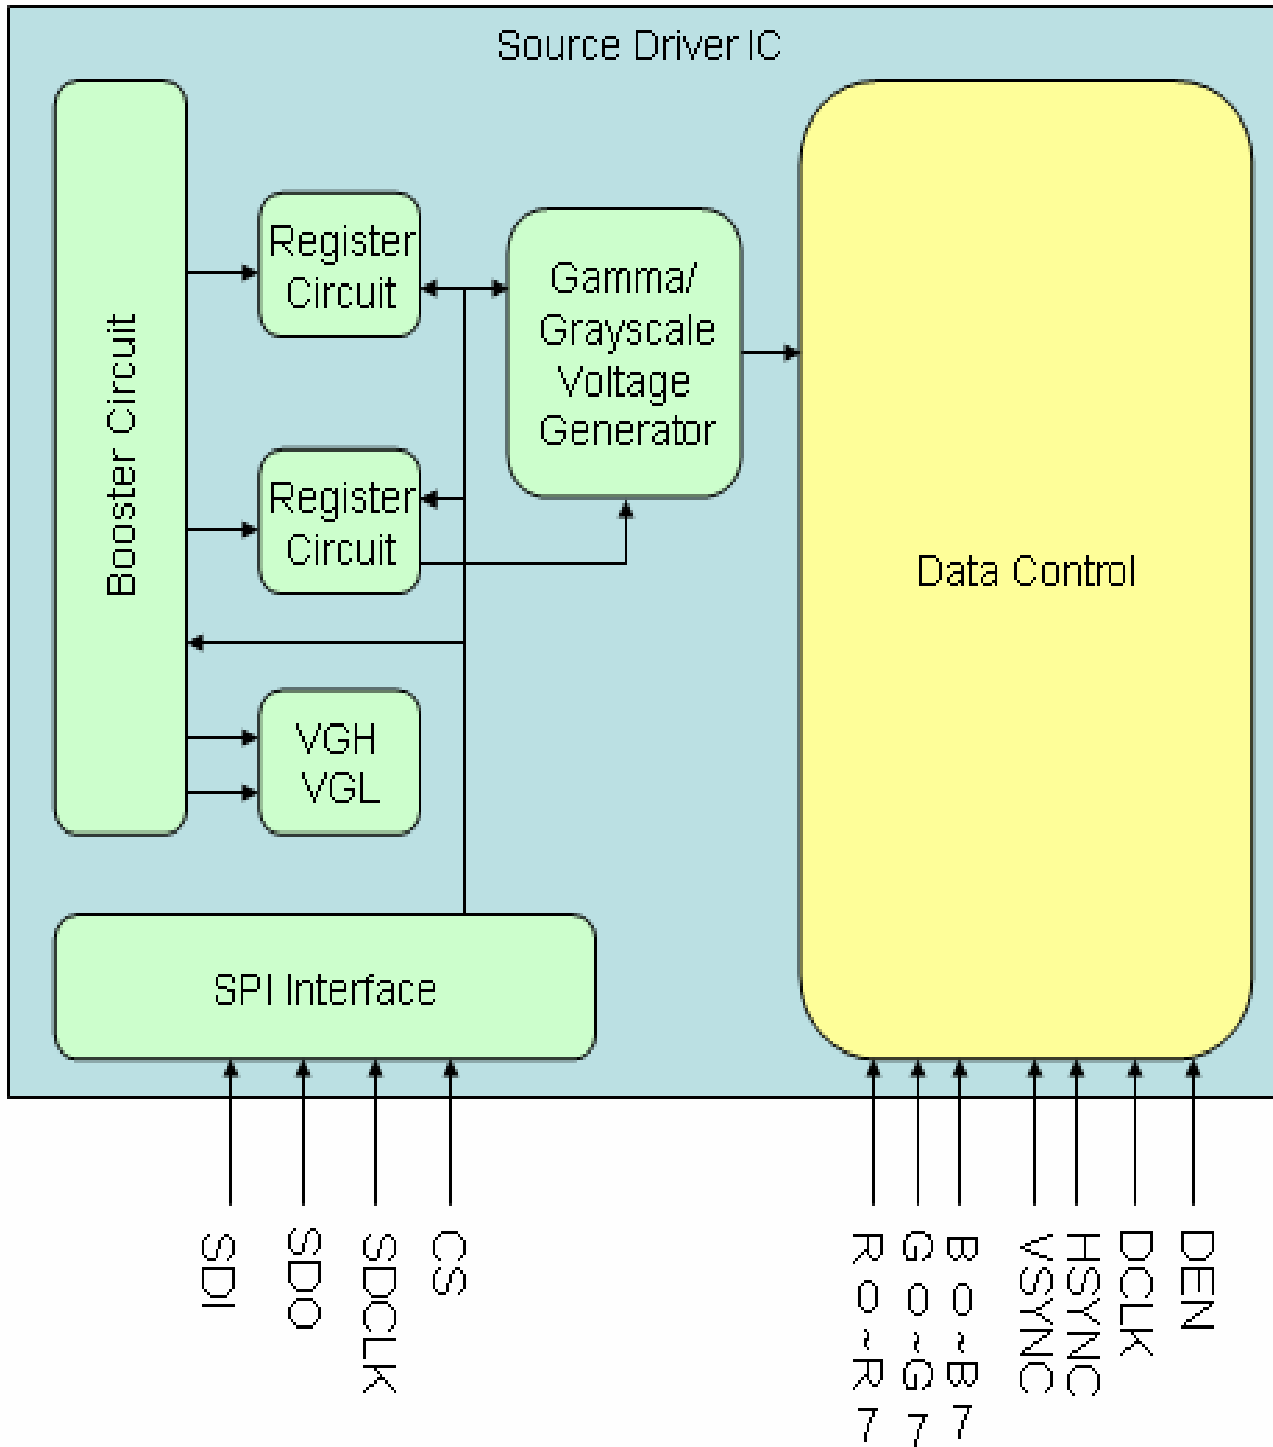 Source Driver IC
Booster Circuit
Register
Circuit
Gamma/
Grayscale
Voltage
Generator
Register
Circuit
Data Control
VGH
VGL
SPI Interface
SDI
SDO
SDCLK
CS
R0~R7
G0~G7
B0~B7
VSYNC
HSYNC
DCLK
DEN